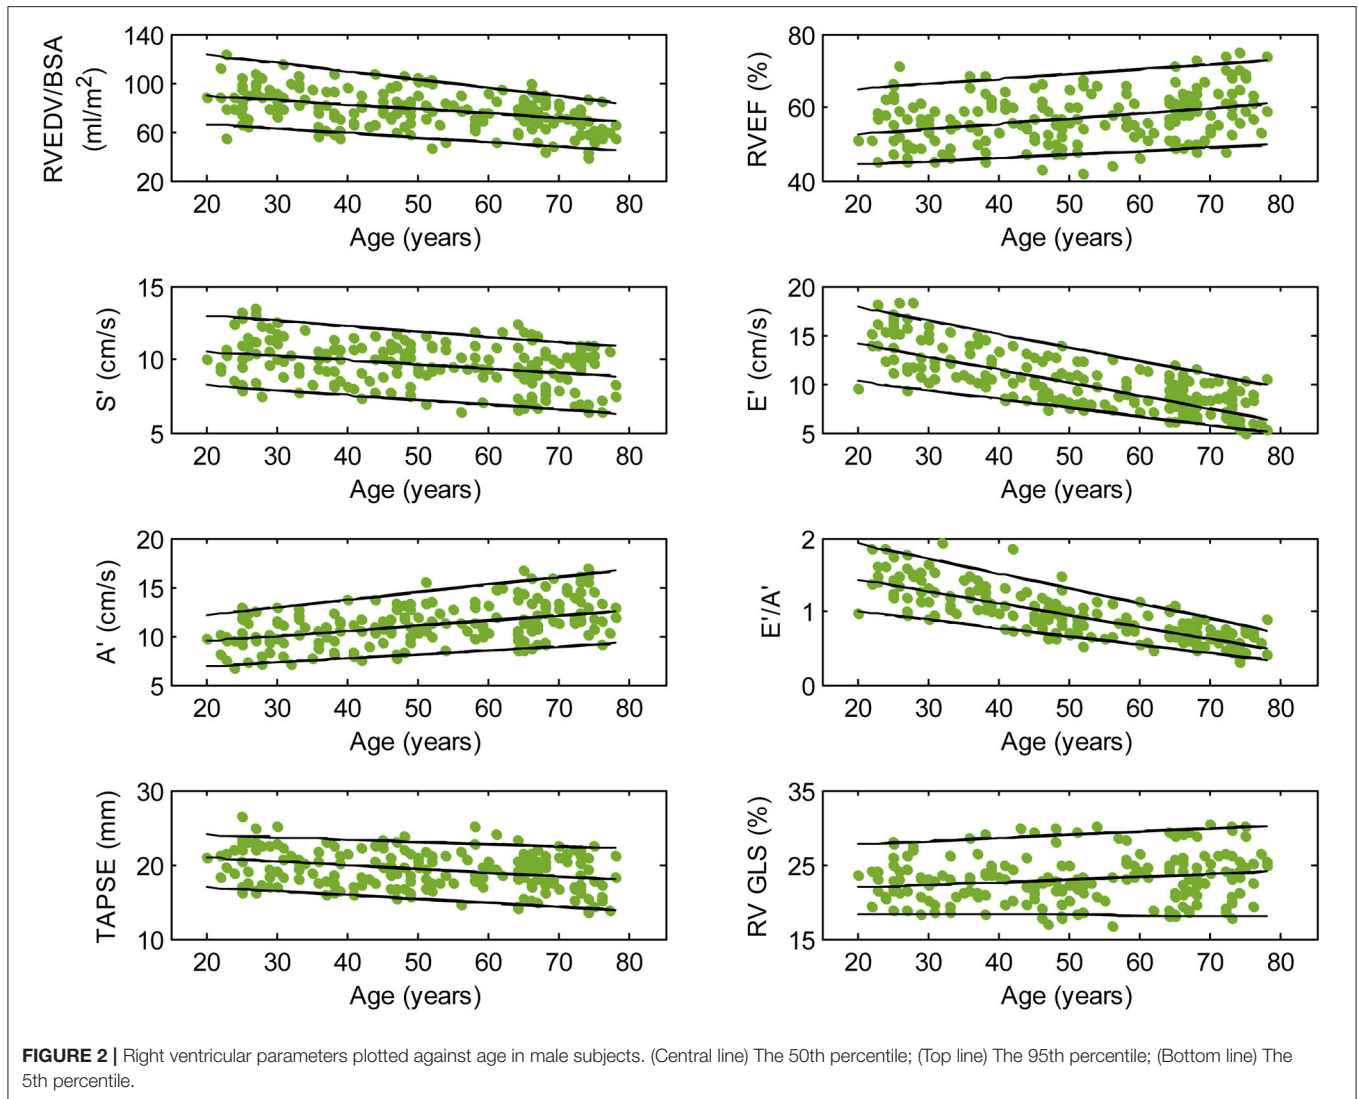 RVEDV/BSA
(ml/m²)
140
100
60
20
20 30 40 50 60 70 80
Age (years)
RVEF (%)
80
60
40
20 30 40 50 60 70 80
Age (years)
S' (cm/s)
15
10
5
20 30 40 50 60 70 80
Age (years)
E' (cm/s)
20
15
10
5
20 30 40 50 60 70 80
Age (years)
A' (cm/s)
20
15
10
5
20 30 40 50 60 70 80
Age (years)
E'/A'
2
1
0
20 30 40 50 60 70 80
Age (years)
TAPSE (mm)
30
20
10
20 30 40 50 60 70 80
Age (years)
RV GLS (%)
35
25
15
20 30 40 50 60 70 80
Age (years)
FIGURE 2 | Right ventricular parameters plotted against age in male subjects. (Central line) The 50th percentile; (Top line) The 95th percentile; (Bottom line) The
5th percentile.